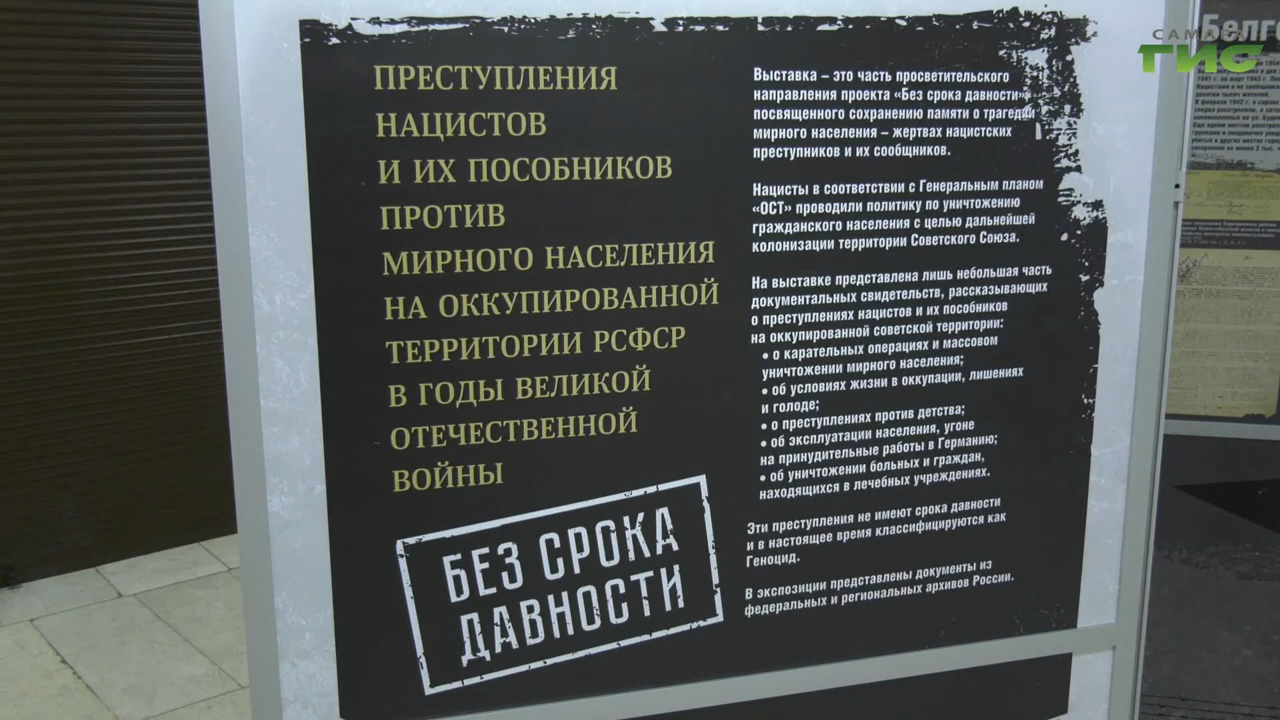 ПРЕСТУПЛЕНИЯ
НАЦИСТОВ
И ИХ ПОСОБНИКОВ
ПРОТИВ
МИРНОГО НАСЕЛЕНИЯ
НА ОККУПИРОВАННОЙ
ТЕРРИТОРИИ РСФСР
В ГОДЫ ВЕЛИКОЙ
ОТЕЧЕСТВЕННОЙ
ВОЙНЫ
БЕЗ СРОКА
ДАВНОСТИ
Выставка – это часть просветительского
направления проекта «Без срока давности»,
посвященного сохранению памяти о трагедии
мирного населения – жертвах нацистских
преступников и их сообщников.
Нацисты в соответствии с Генеральным планом
«ОСТ» проводили политику по уничтожению
гражданского населения с целью дальнейшей
колонизации территории Советского Союза.
На выставке представлена лишь небольшая часть
документальных свидетельств, рассказывающих
о преступлениях нацистов и их пособников
на оккупированной советской территории:
• о карательных операциях и массовом
уничтожении мирного населения;
• об условиях жизни в оккупации, лишениях
и голоде;
• о преступлениях против детства;
• об эксплуатации населения, угоне
на принудительные работы в Германию;
• об уничтожении больных и граждан,
находящихся в лечебных учреждениях.
Эти преступления не имеют срока давности
и в настоящее время классифицируются как
Геноцид.
В экспозиции представлены документы из
федеральных и региональных архивов России.
САМАРА
ТИС